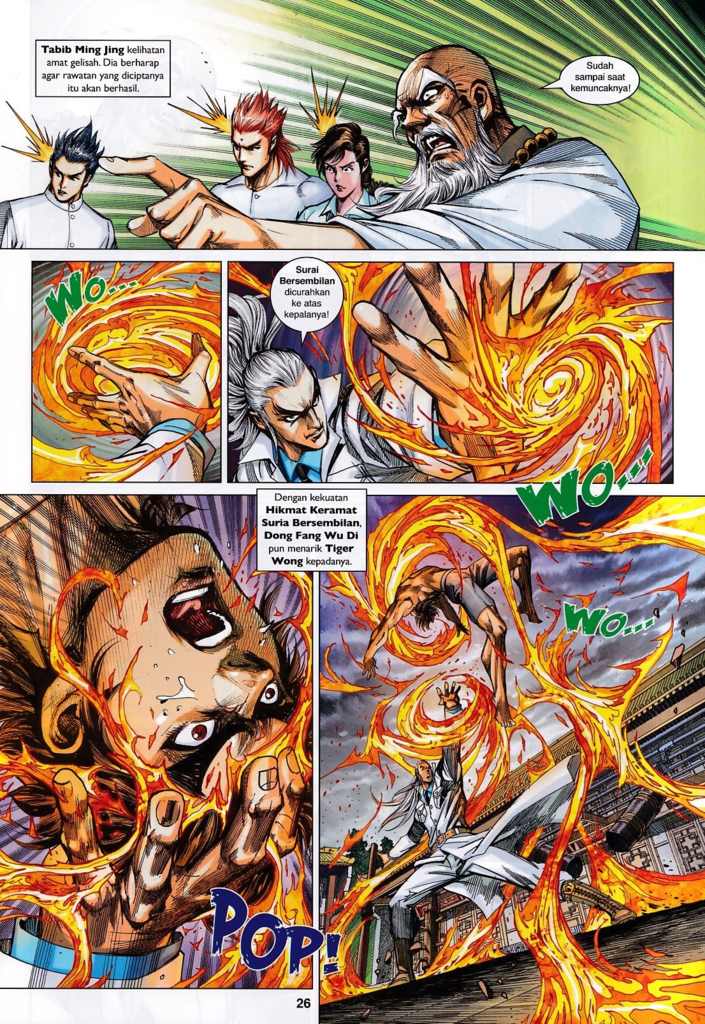 Tabib Ming Jing kelihatan
amat gelisah. Dia berharap
agar rawatan yang diciptanya
itu akan berhasil.
Sudah
sampai saat
kemuncaknya!
WO...
Surai
Bersembilan
dicurahkan
ke atas
kepalanya!
WO...
Dengan kekuatan
Hikmat Keramat
Suria Bersembilan,
Dong Fang Wu Di
pun menarik Tiger
Wong kepadanya.
WO...
POP!
26